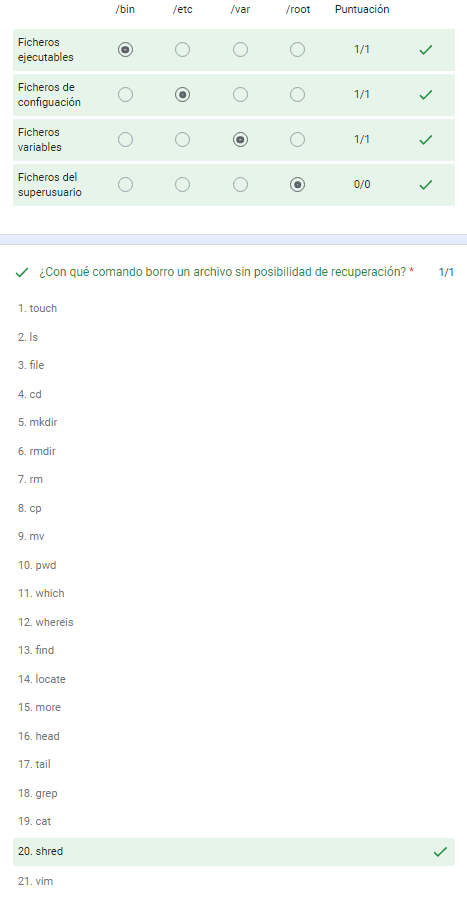 /bin /etc /var /root Puntuación
Ficheros
ejecutables
1/1
Ficheros de
configuación
1/1
Ficheros
variables
1/1
Ficheros del
superusuario
0/0
¿Con qué comando borro un archivo sin posibilidad de recuperación? * 1/1
1. touch
2. ls
3. file
4. cd
5. mkdir
6. rmdir
7. rm
8. cp
9. mv
10. pwd
11. which
12. whereis
13. find
14. locate
15. more
16. head
17. tail
18. grep
19. cat
20. shred
21. vim